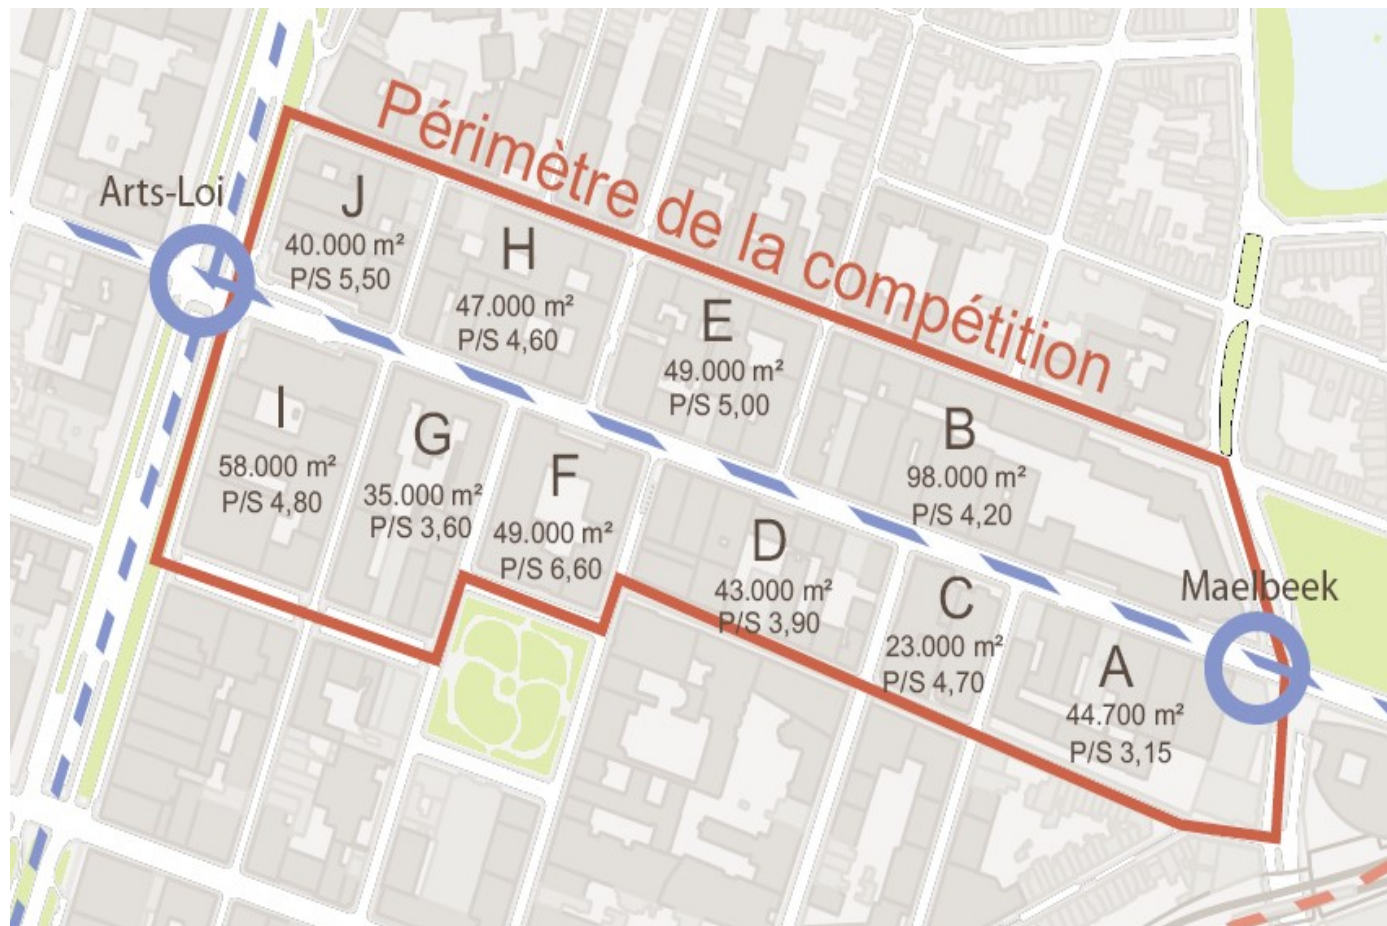 Périmètre de la compétition
Arts-Loi
J
40.000 m²
P/S 5,50
H
47.000 m²
P/S 4,60
E
49.000 m²
P/S 5,00
B
98.000 m²
P/S 4,20
I
58.000 m²
P/S 4,80
G
35.000 m²
P/S 3,60
F
49.000 m²
P/S 6,60
D
43.000 m²
P/S 3,90
C
23.000 m²
P/S 4,70
A
44.700 m²
P/S 3,15
Maelbeek